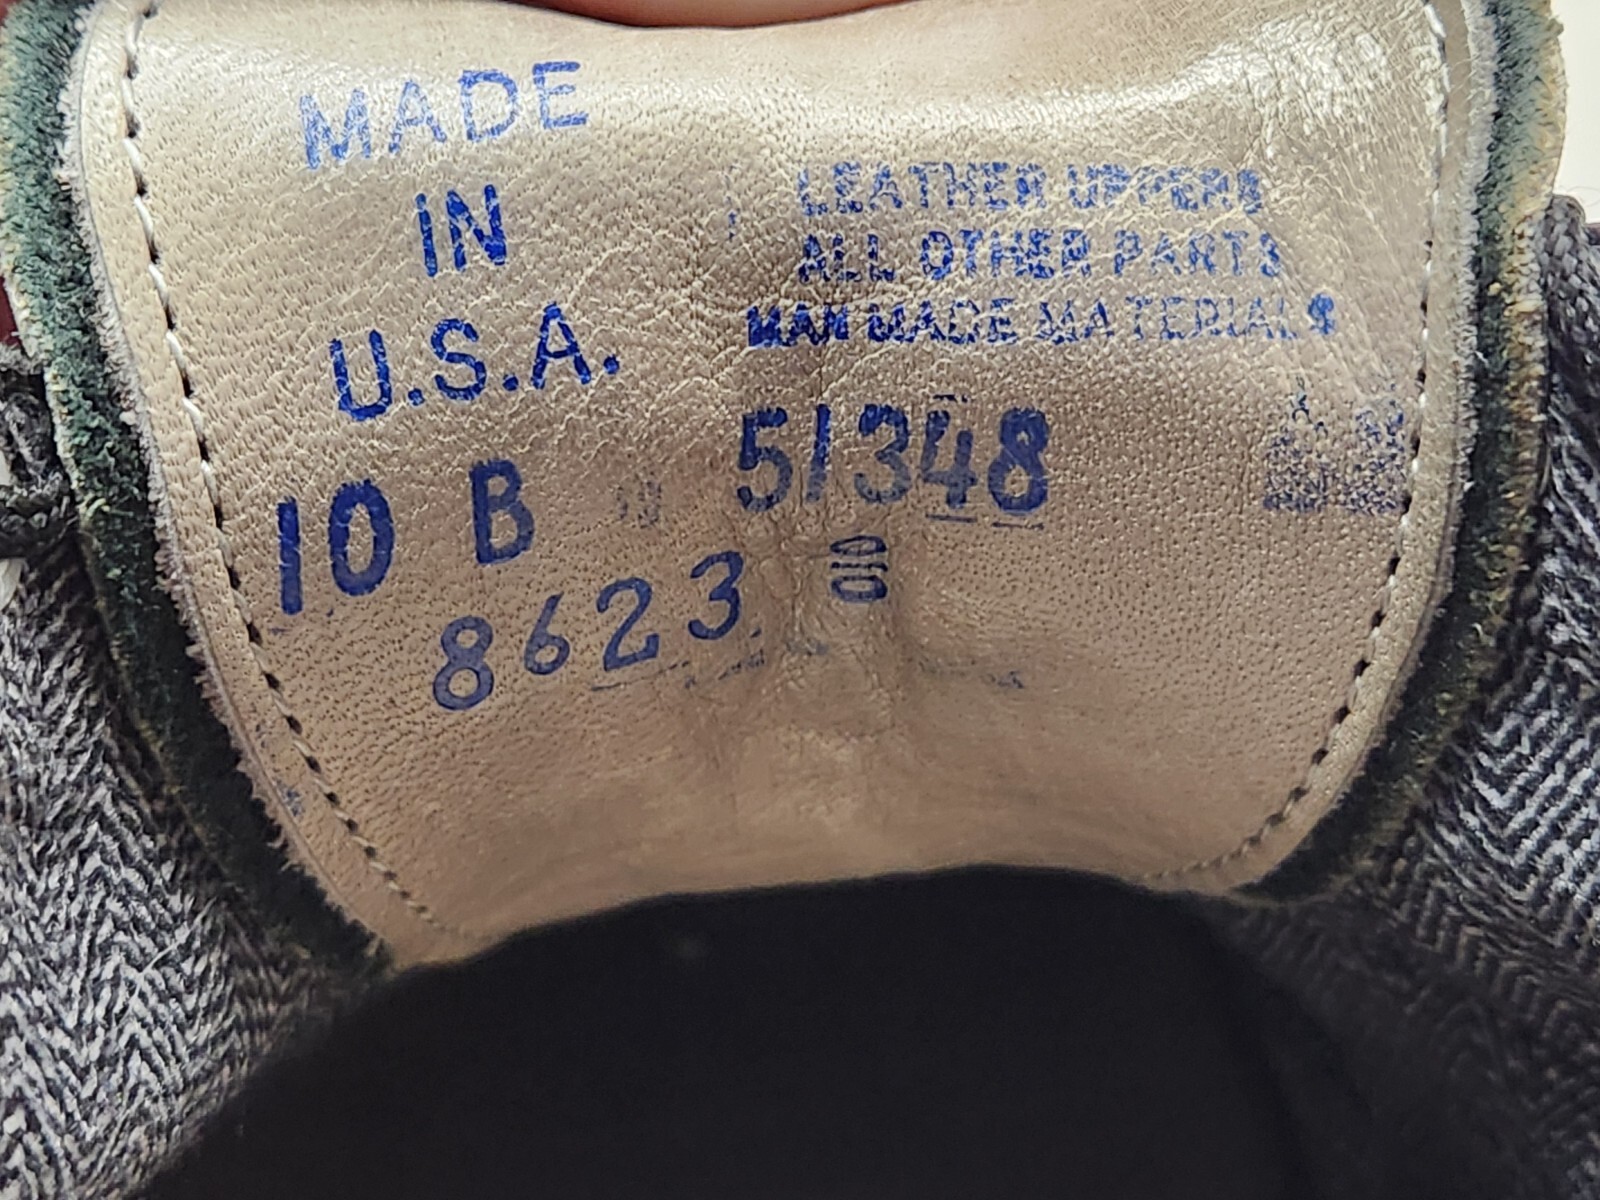 MADE
IN
U.S.A.
LEATHER UPPERS
ALL OTHER PARTS
MAN MADE MATERIALS
10 B
51348
8623